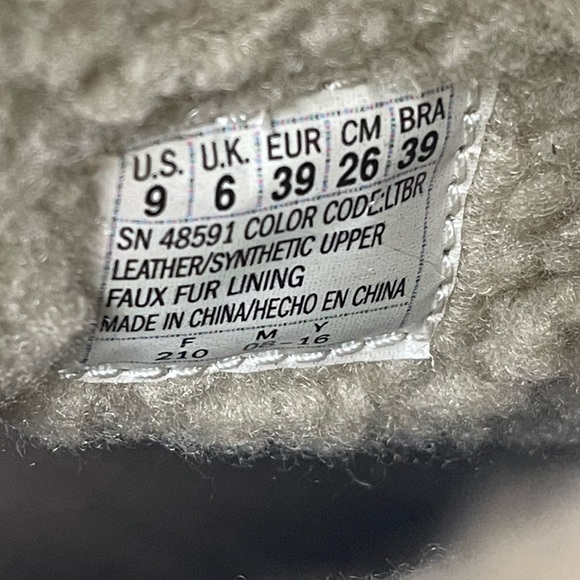 U.S. U.K. EUR CM BRA
9 6 39 26 39
SN 48591 COLOR CODE:LTBR
LEATHER/SYNTHETIC UPPER
FAUX FUR LINING
MADE IN CHINA/HECHO EN CHINA
F M Y
210 08-16